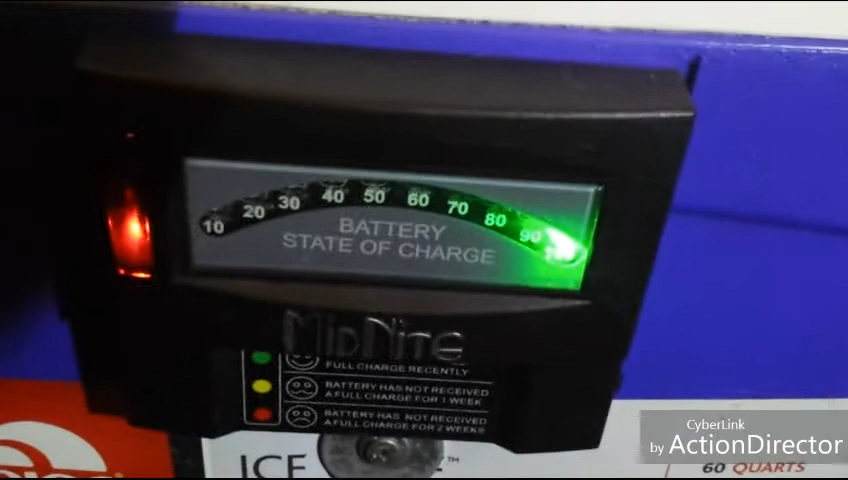 10 20 30 40 50 60 70 80 90
BATTERY
STATE OF CHARGE
MIDNITE
FULL CHARGE RECENTLY
BATTERY HAS NOT RECEIVED
A FULL CHARGE FOR 1 WEEK
BATTERY HAS NOT RECEIVED
A FULL CHARGE FOR 2 WEEKS
ICE
™
60 QUARTS
CyberLink
by ActionDirector